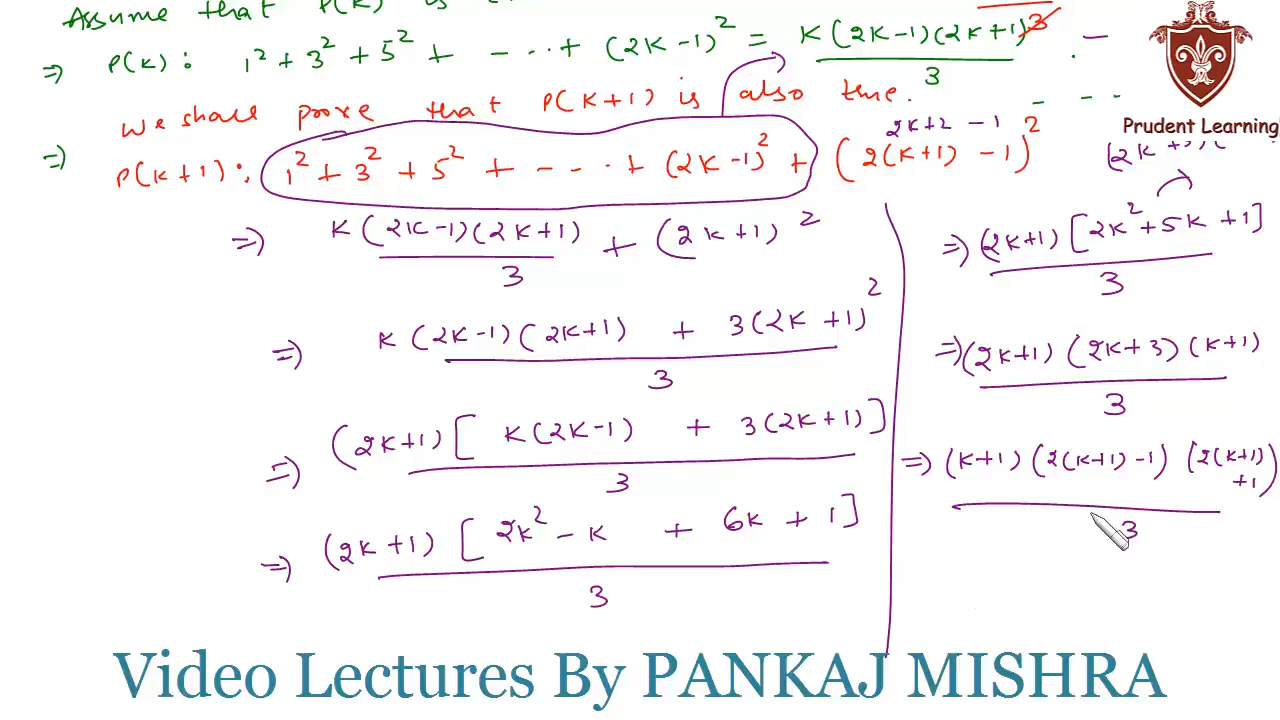 Assume that P(K) is
=) P(K) : 1² + 3² + 5² + - - - .. + (2K - 1)² = K(2K-1)(2K+1)3 / 3 . -
We shall prove that P(K+1) is also true. - - - -
2K+2 - 1
=) P(K+1) : 1² + 3² + 5² + - - - . + (2K-1)² + (2(K+1) - 1)²
=) K(2K-1)(2K+1) / 3 + (2K+1)²
=) K(2K-1)(2K+1) + 3(2K+1)² / 3
=) (2K+1) [ K(2K-1) + 3(2K+1) ] / 3
=) (2K+1) [ 2K² - K + 6K + 1 ] / 3
=) (2K+1) [2K² + 5K + 1] / 3
=) (2K+1) (2K+3) (K+1) / 3
=) (K+1) (2(K+1) - 1) (2(K+1) +1) / 3
Prudent Learning
Video Lectures By PANKAJ MISHRA